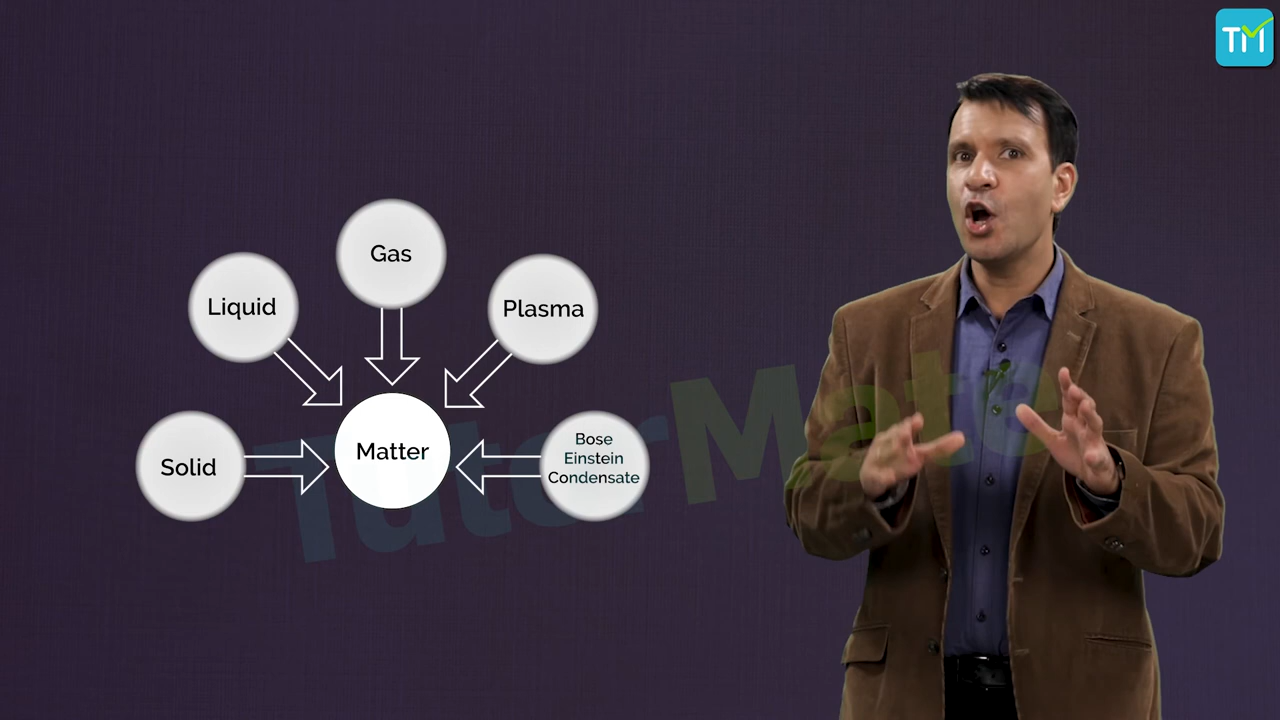 TM
Gas
Liquid
Plasma
Matter
Solid
Bose
Einstein
Condensate
TutorMate